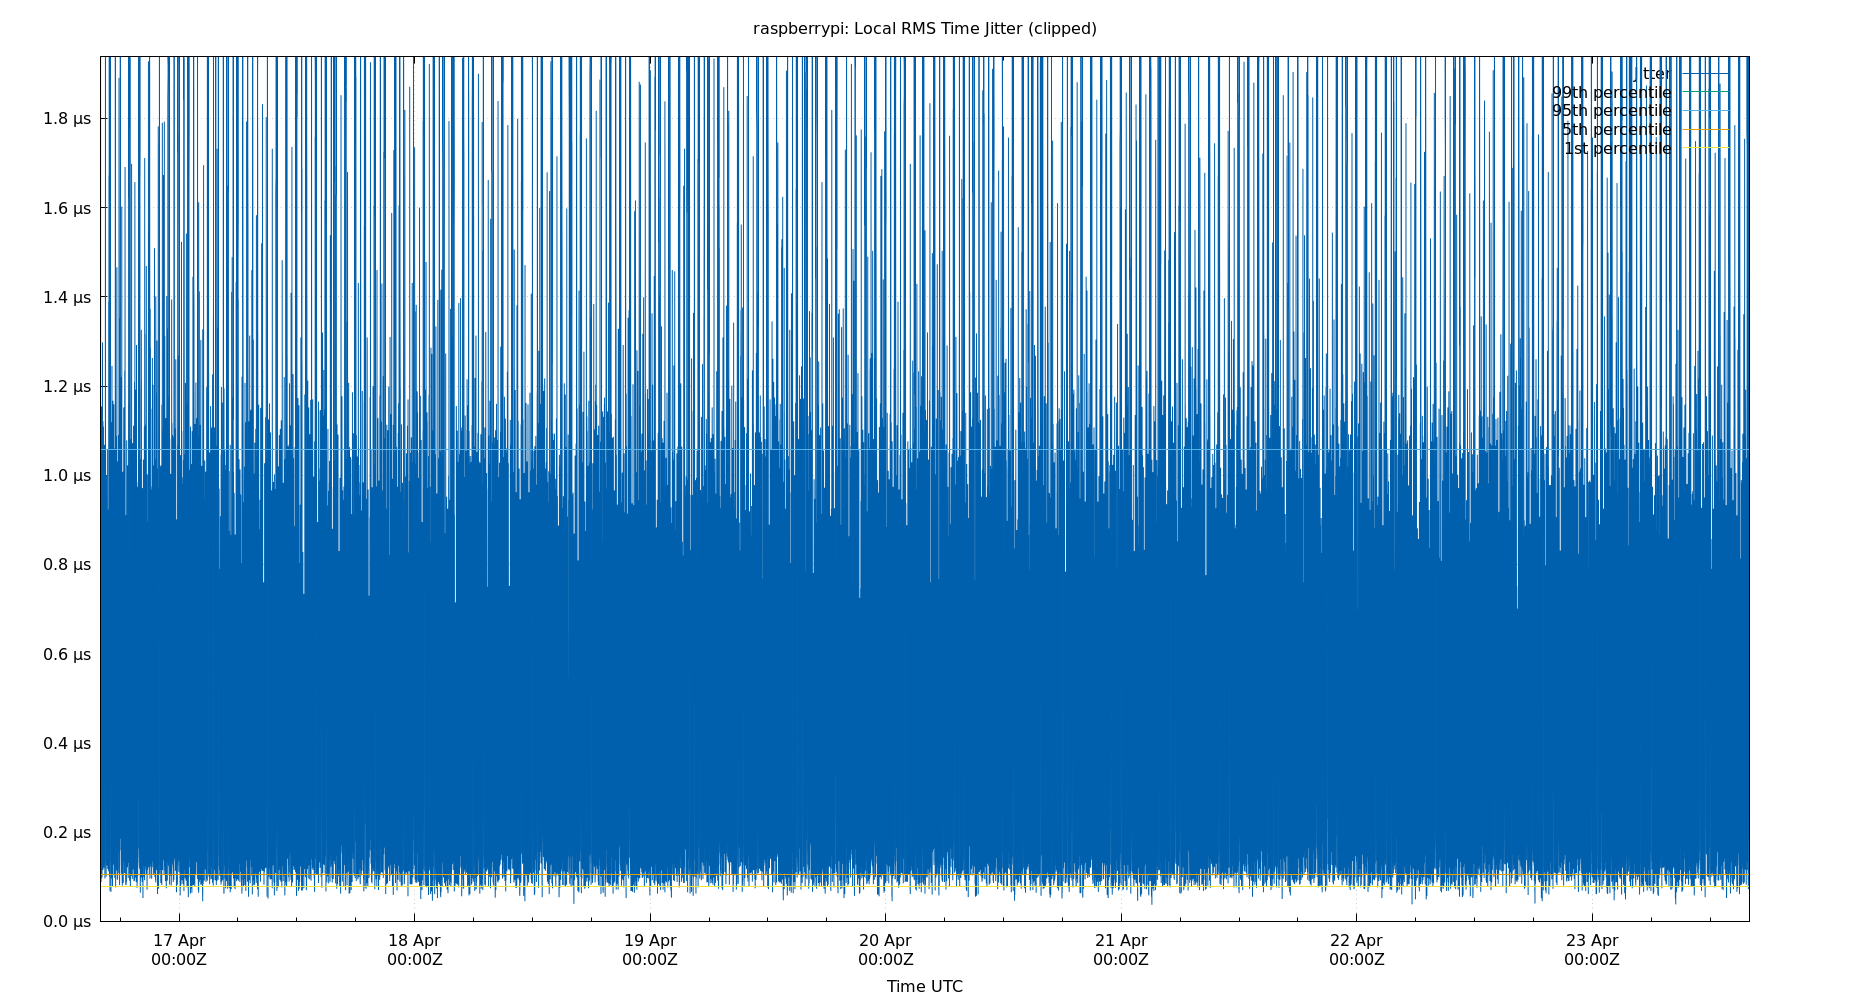 raspberrypi: Local RMS Time Jitter (clipped)
jitter
99th percentile
95th percentile
5th percentile
1st percentile
1.8 µs
1.6 µs
1.4 µs
1.2 µs
1.0 µs
0.8 µs
0.6 µs
0.4 µs
0.2 µs
0.0 µs
17 Apr 18 Apr 19 Apr 20 Apr 21 Apr 22 Apr 23 Apr
00:00Z 00:00Z 00:00Z 00:00Z 00:00Z 00:00Z 00:00Z
Time UTC